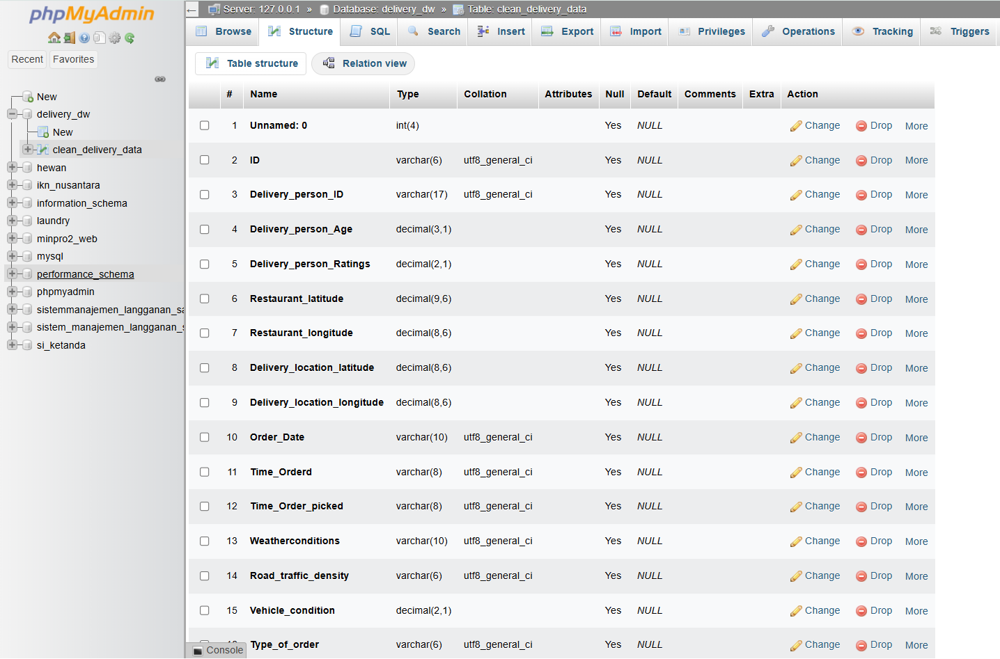 phpMyAdmin
Recent Favorites
New
delivery_dw
New
clean_delivery_data
hewan
ikn_nusantara
information_schema
laundry
minpro2_web
mysql
performance_schema
phpmyadmin
sistemmanajemen_langganan_sa
sistem_manajemen_langganan_s
si_ketanda
Server: 127.0.0.1 » Database: delivery_dw » Table: clean_delivery_data
Browse Structure SQL Search Insert Export Import Privileges Operations Tracking Triggers
Table structure Relation view
# Name Type Collation Attributes Null Default Comments Extra Action
1 Unnamed: 0 int(4) Yes NULL Change Drop More
2 ID varchar(6) utf8_general_ci Yes NULL Change Drop More
3 Delivery_person_ID varchar(17) utf8_general_ci Yes NULL Change Drop More
4 Delivery_person_Age decimal(3,1) Yes NULL Change Drop More
5 Delivery_person_Ratings decimal(2,1) Yes NULL Change Drop More
6 Restaurant_latitude decimal(9,6) Yes NULL Change Drop More
7 Restaurant_longitude decimal(8,6) Yes NULL Change Drop More
8 Delivery_location_latitude decimal(8,6) Yes NULL Change Drop More
9 Delivery_location_longitude decimal(8,6) Yes NULL Change Drop More
10 Order_Date varchar(10) utf8_general_ci Yes NULL Change Drop More
11 Time_Orderd varchar(8) utf8_general_ci Yes NULL Change Drop More
12 Time_Order_picked varchar(8) utf8_general_ci Yes NULL Change Drop More
13 Weatherconditions varchar(10) utf8_general_ci Yes NULL Change Drop More
14 Road_traffic_density varchar(6) utf8_general_ci Yes NULL Change Drop More
15 Vehicle_condition decimal(2,1) Yes NULL Change Drop More
Type_of_order varchar(6) utf8_general_ci Yes NULL Change Drop More
Console